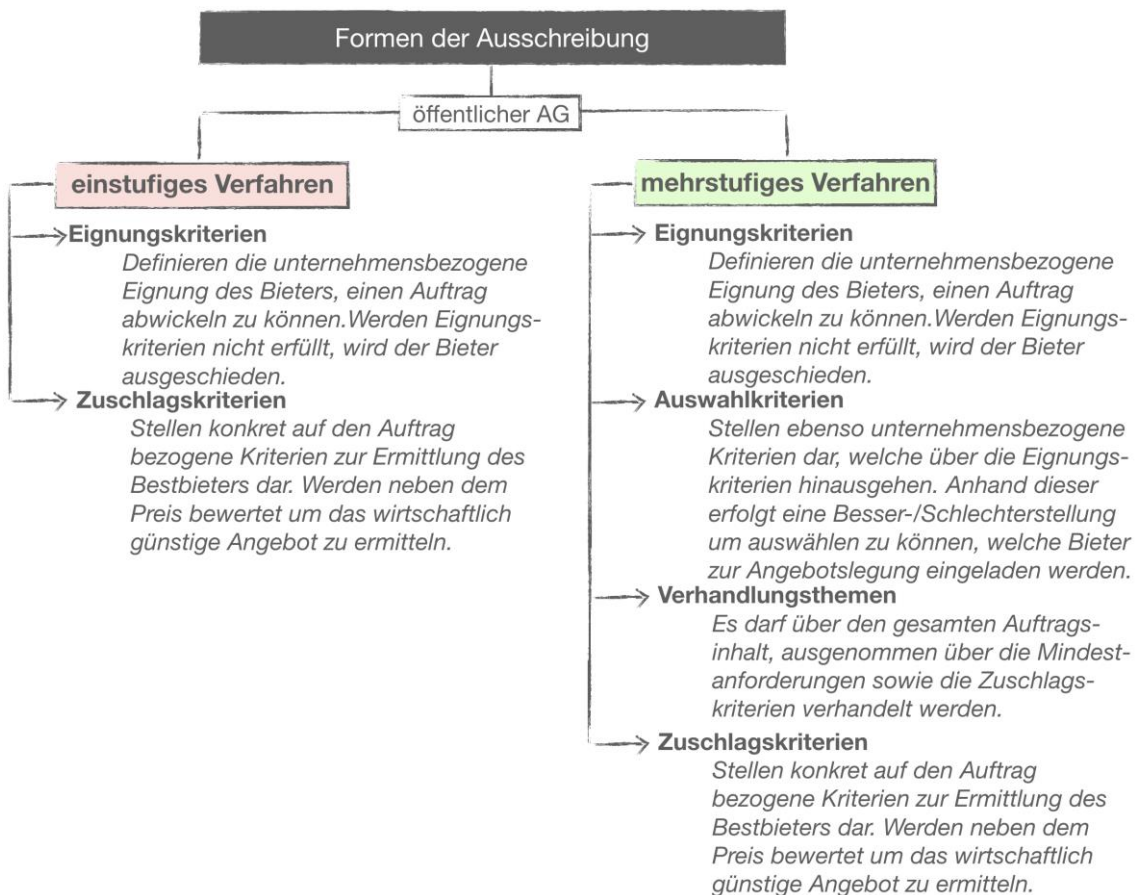 Formen der Ausschreibung
öffentlicher AG
einstufiges Verfahren
Eignungskriterien
Definieren die unternehmensbezogene
Eignung des Bieters, einen Auftrag
abwickeln zu können.Werden Eignungs-
kriterien nicht erfüllt, wird der Bieter
ausgeschieden.
Zuschlagskriterien
Stellen konkret auf den Auftrag
bezogene Kriterien zur Ermittlung des
Bestbieters dar. Werden neben dem
Preis bewertet um das wirtschaftlich
günstige Angebot zu ermitteln.
mehrstufiges Verfahren
Eignungskriterien
Definieren die unternehmensbezogene
Eignung des Bieters, einen Auftrag
abwickeln zu können.Werden Eignungs-
kriterien nicht erfüllt, wird der Bieter
ausgeschieden.
Auswahlkriterien
Stellen ebenso unternehmensbezogene
Kriterien dar, welche über die Eignungs-
kriterien hinausgehen. Anhand dieser
erfolgt eine Besser-/Schlechterstellung
um auswählen zu können, welche Bieter
zur Angebotslegung eingeladen werden.
Verhandlungsthemen
Es darf über den gesamten Auftrags-
inhalt, ausgenommen über die Mindest-
anforderungen sowie die Zuschlags-
kriterien verhandelt werden.
Zuschlagskriterien
Stellen konkret auf den Auftrag
bezogene Kriterien zur Ermittlung des
Bestbieters dar. Werden neben dem
Preis bewertet um das wirtschaftlich
günstige Angebot zu ermitteln.